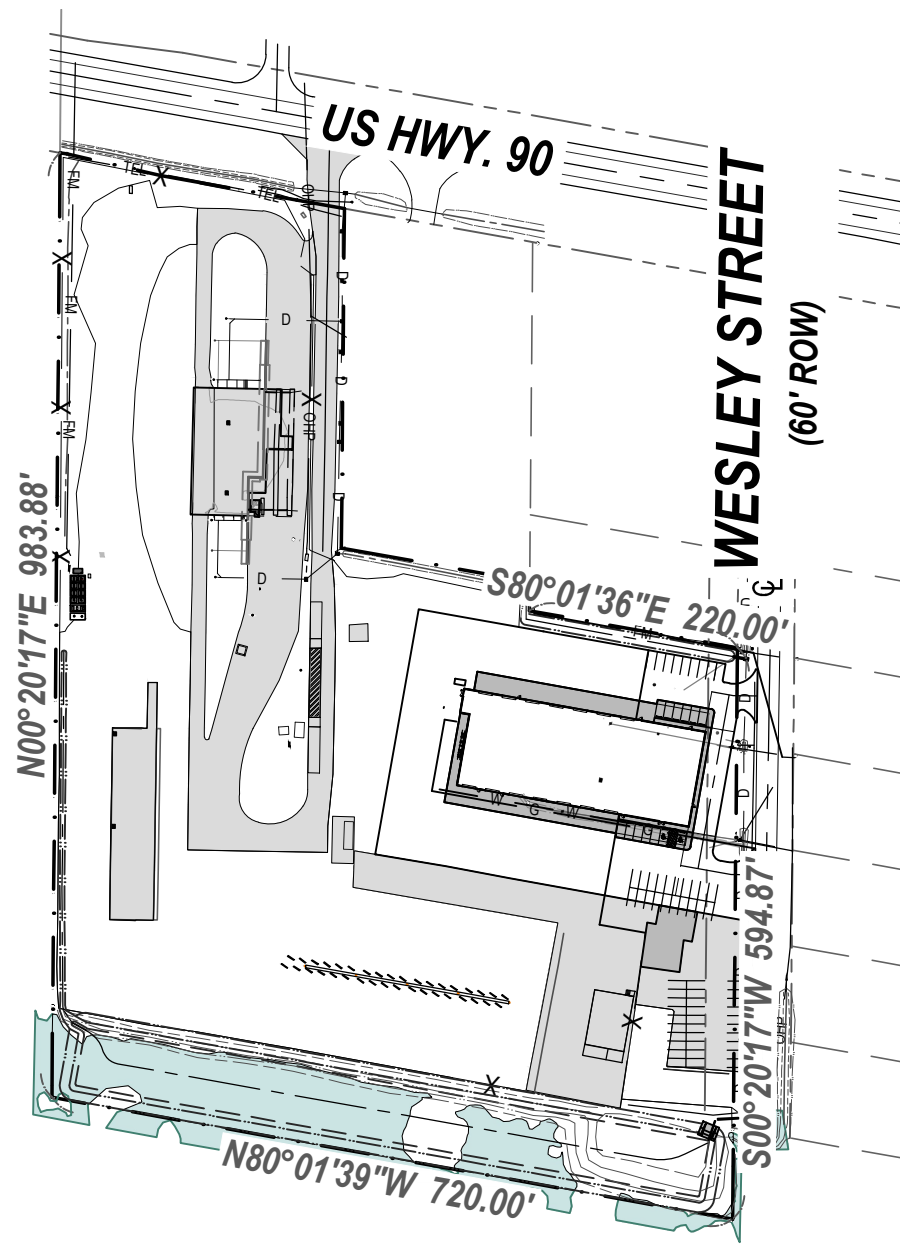 US HWY. 90
WESLEY STREET
(60' ROW)
TEL
TEL
OHP
FM
FM
FM
D
D
D
OHP
D
N00°20'17"E 983.88'
S80°01'36"E 220.00'
FM
D
D
W
G
W
G
S00°20'17"W 594.87'
OHP
N80°01'39"W 720.00'